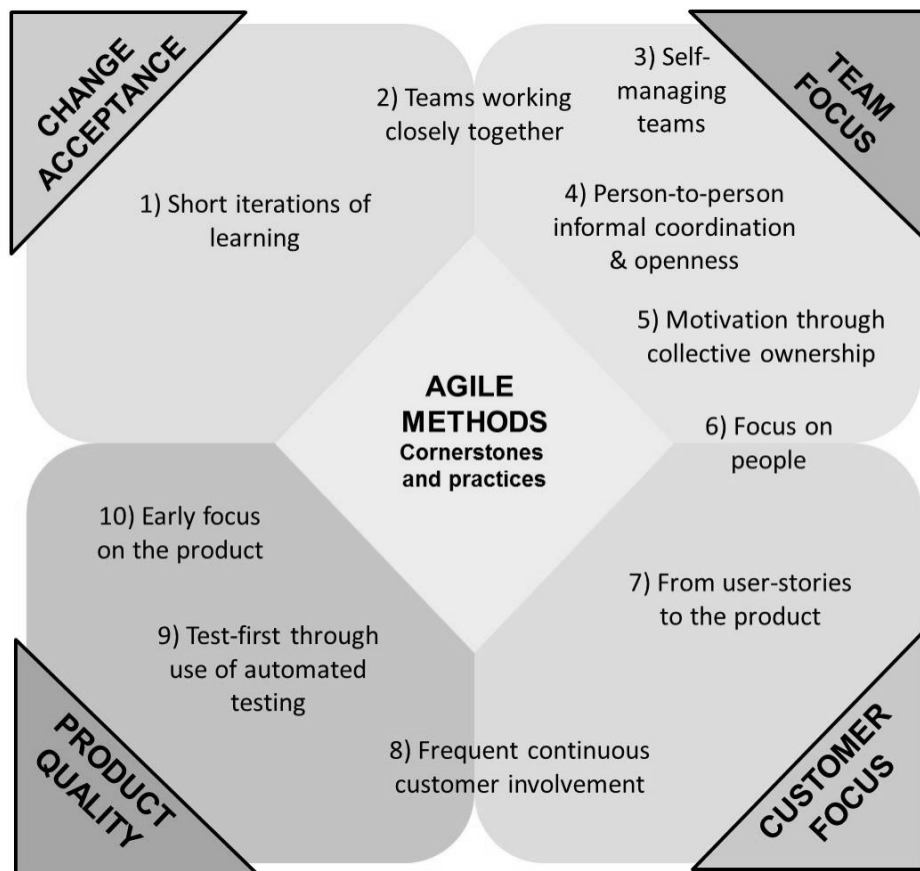 CHANGE
ACCEPTANCE
TEAM
FOCUS
1) Short iterations of
learning
2) Teams working
closely together
3) Self-
managing
teams
4) Person-to-person
informal coordination
& openness
5) Motivation through
collective ownership
AGILE
METHODS
Cornerstones
and practices
6) Focus on
people
7) From user-stories
to the product
8) Frequent continuous
customer involvement
9) Test-first through
use of automated
testing
10) Early focus
on the product
PRODUCT
QUALITY
CUSTOMER
FOCUS